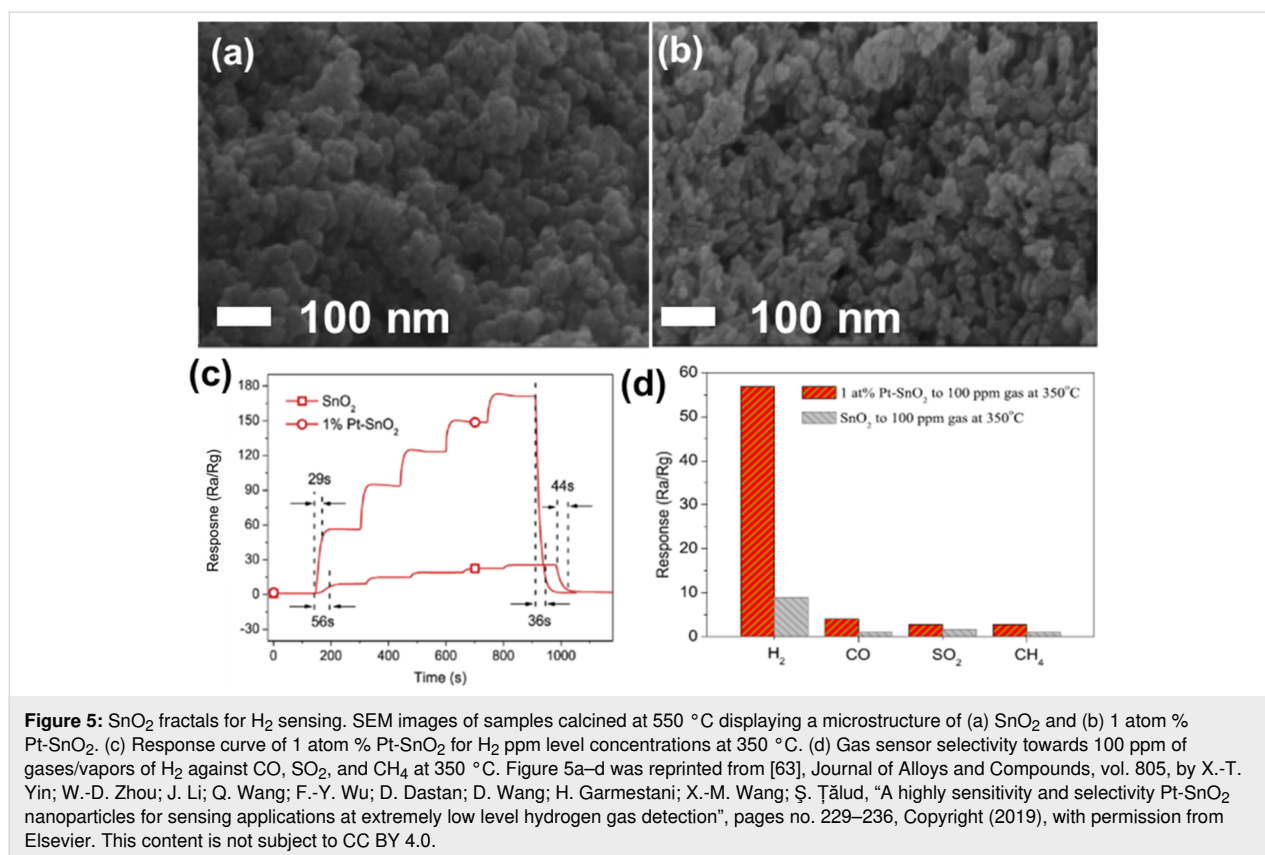 (a)
100 nm
(b)
100 nm
(c)
SnO₂
1% Pt-SnO₂
29s
44s
56s
36s
180
150
120
90
60
30
0
-30
Resposne (Ra/Rg)
0 200 400 600 800 1000
Time (s)
(d)
1 at% Pt-SnO₂ to 100 ppm gas at 350°C
SnO₂ to 100 ppm gas at 350°C
60
50
40
30
20
10
0
Response (Ra/Rg)
H₂ CO SO₂ CH₄
Figure 5: SnO₂ fractals for H₂ sensing. SEM images of samples calcined at 550 °C displaying a microstructure of (a) SnO₂ and (b) 1 atom %
Pt-SnO₂. (c) Response curve of 1 atom % Pt-SnO₂ for H₂ ppm level concentrations at 350 °C. (d) Gas sensor selectivity towards 100 ppm of
gases/vapors of H₂ against CO, SO₂, and CH₄ at 350 °C. Figure 5a–d was reprinted from [63], Journal of Alloys and Compounds, vol. 805, by X.-T.
Yin; W.-D. Zhou; J. Li; Q. Wang; F.-Y. Wu; D. Dastan; D. Wang; H. Garmestani; X.-M. Wang; Ş. Ţălud, “A highly sensitivity and selectivity Pt-SnO₂
nanoparticles for sensing applications at extremely low level hydrogen gas detection”, pages no. 229–236, Copyright (2019), with permission from
Elsevier. This content is not subject to CC BY 4.0.